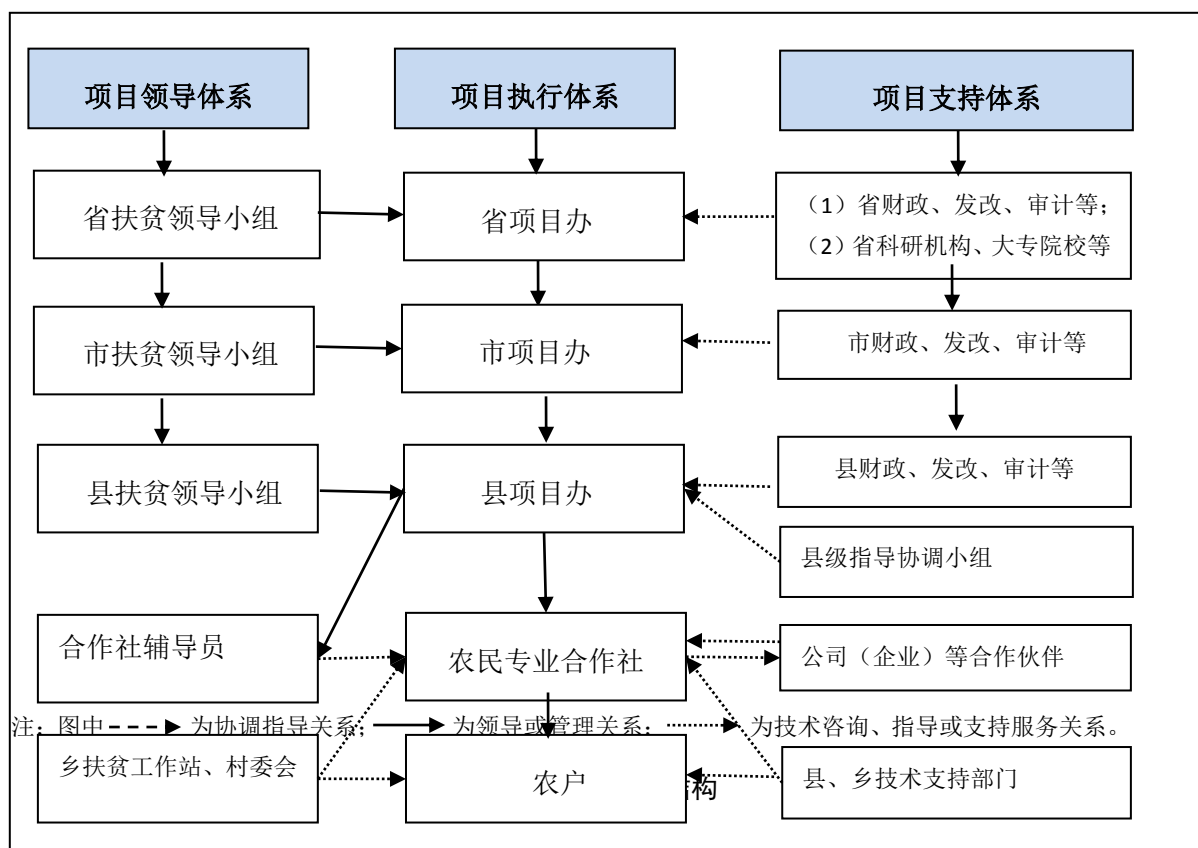 项目领导体系
项目执行体系
项目支持体系
省扶贫领导小组
省项目办
（1）省财政、发改、审计等；
（2）省科研机构、大专院校等
市扶贫领导小组
市项目办
市财政、发改、审计等
县扶贫领导小组
县项目办
县财政、发改、审计等
县级指导协调小组
合作社辅导员
农民专业合作社
公司（企业）等合作伙伴
注：图中 为协调指导关系； 为领导或管理关系； 为技术咨询、指导或支持服务关系。
乡扶贫工作站、村委会
农户
县、乡技术支持部门
构